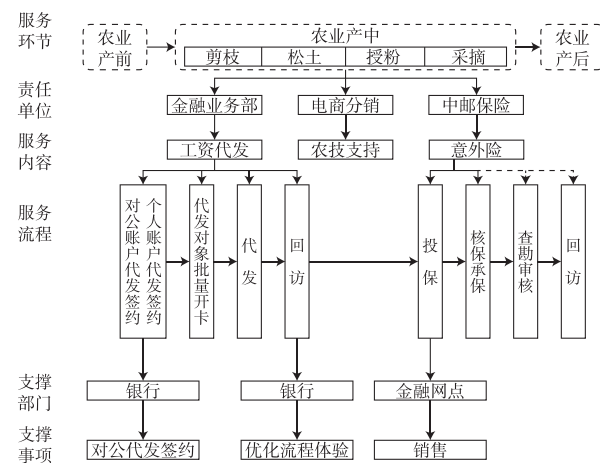 服务
环节
农业
产前
农业产中
剪枝 松土 授粉 采摘
农业
产后
责任
单位
金融业务部 电商分销 中邮保险
服务
内容
工资代发 农技支持 意外险
服务
流程
对公账户代发签约
个人账户代发签约
代发对象批量开卡
代发
回访
投保
核保承保
查勘审核
回访
支撑
部门
银行 银行 金融网点
支撑
事项
对公代发签约 优化流程体验 销售